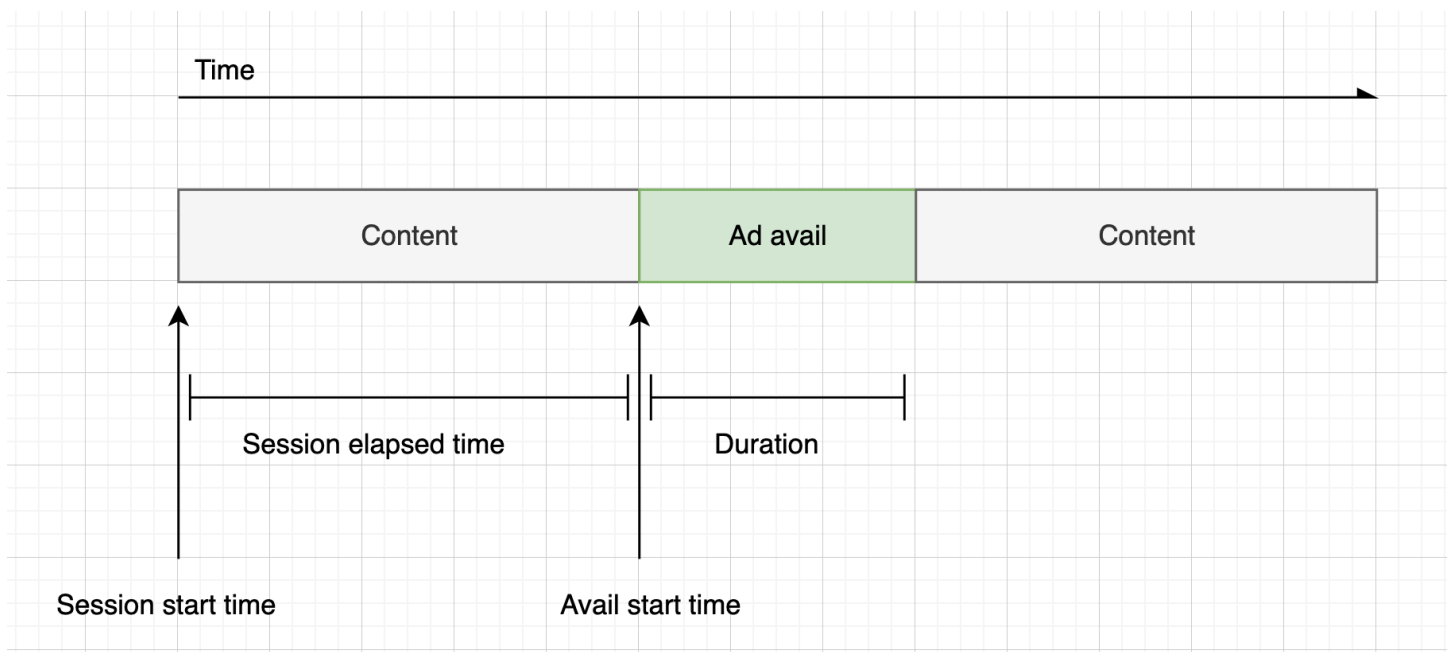 Time
Content
Ad avail
Content
Session elapsed time
Duration
Session start time
Avail start time